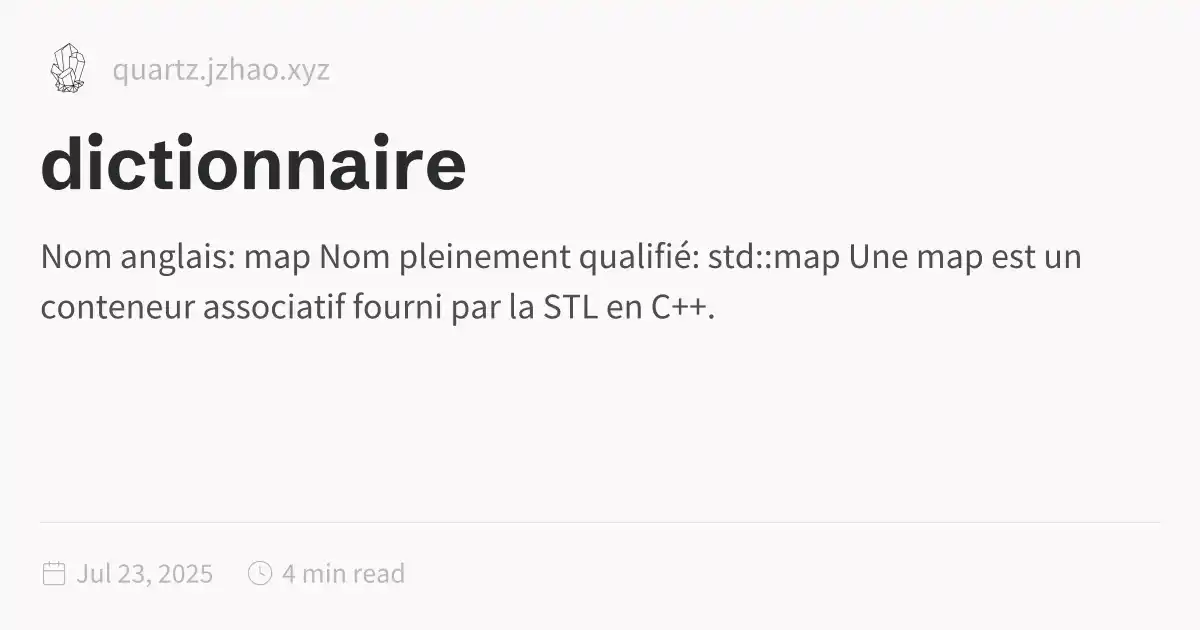 quartz.jzhao.xyz
dictionnaire
Nom anglais: map Nom pleinement qualifié: std::map Une map est un
conteneur associatif fourni par la STL en C++.
Jul 23, 2025 4 min read